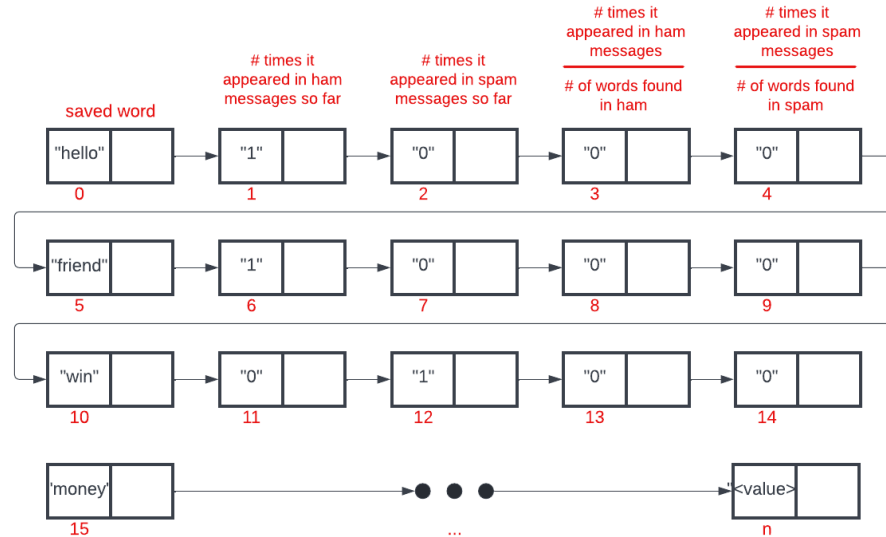 saved word
# times it
appeared in ham
messages so far
# times it
appeared in spam
messages so far
# times it
appeared in ham
messages
# of words found
in ham
# times it
appeared in spam
messages
# of words found
in spam
"hello" "1" "0" "0" "0"
0 1 2 3 4
"friend" "1" "0" "0" "0"
5 6 7 8 9
"win" "0" "1" "0" "0"
10 11 12 13 14
'money' "<value>
15 ... n